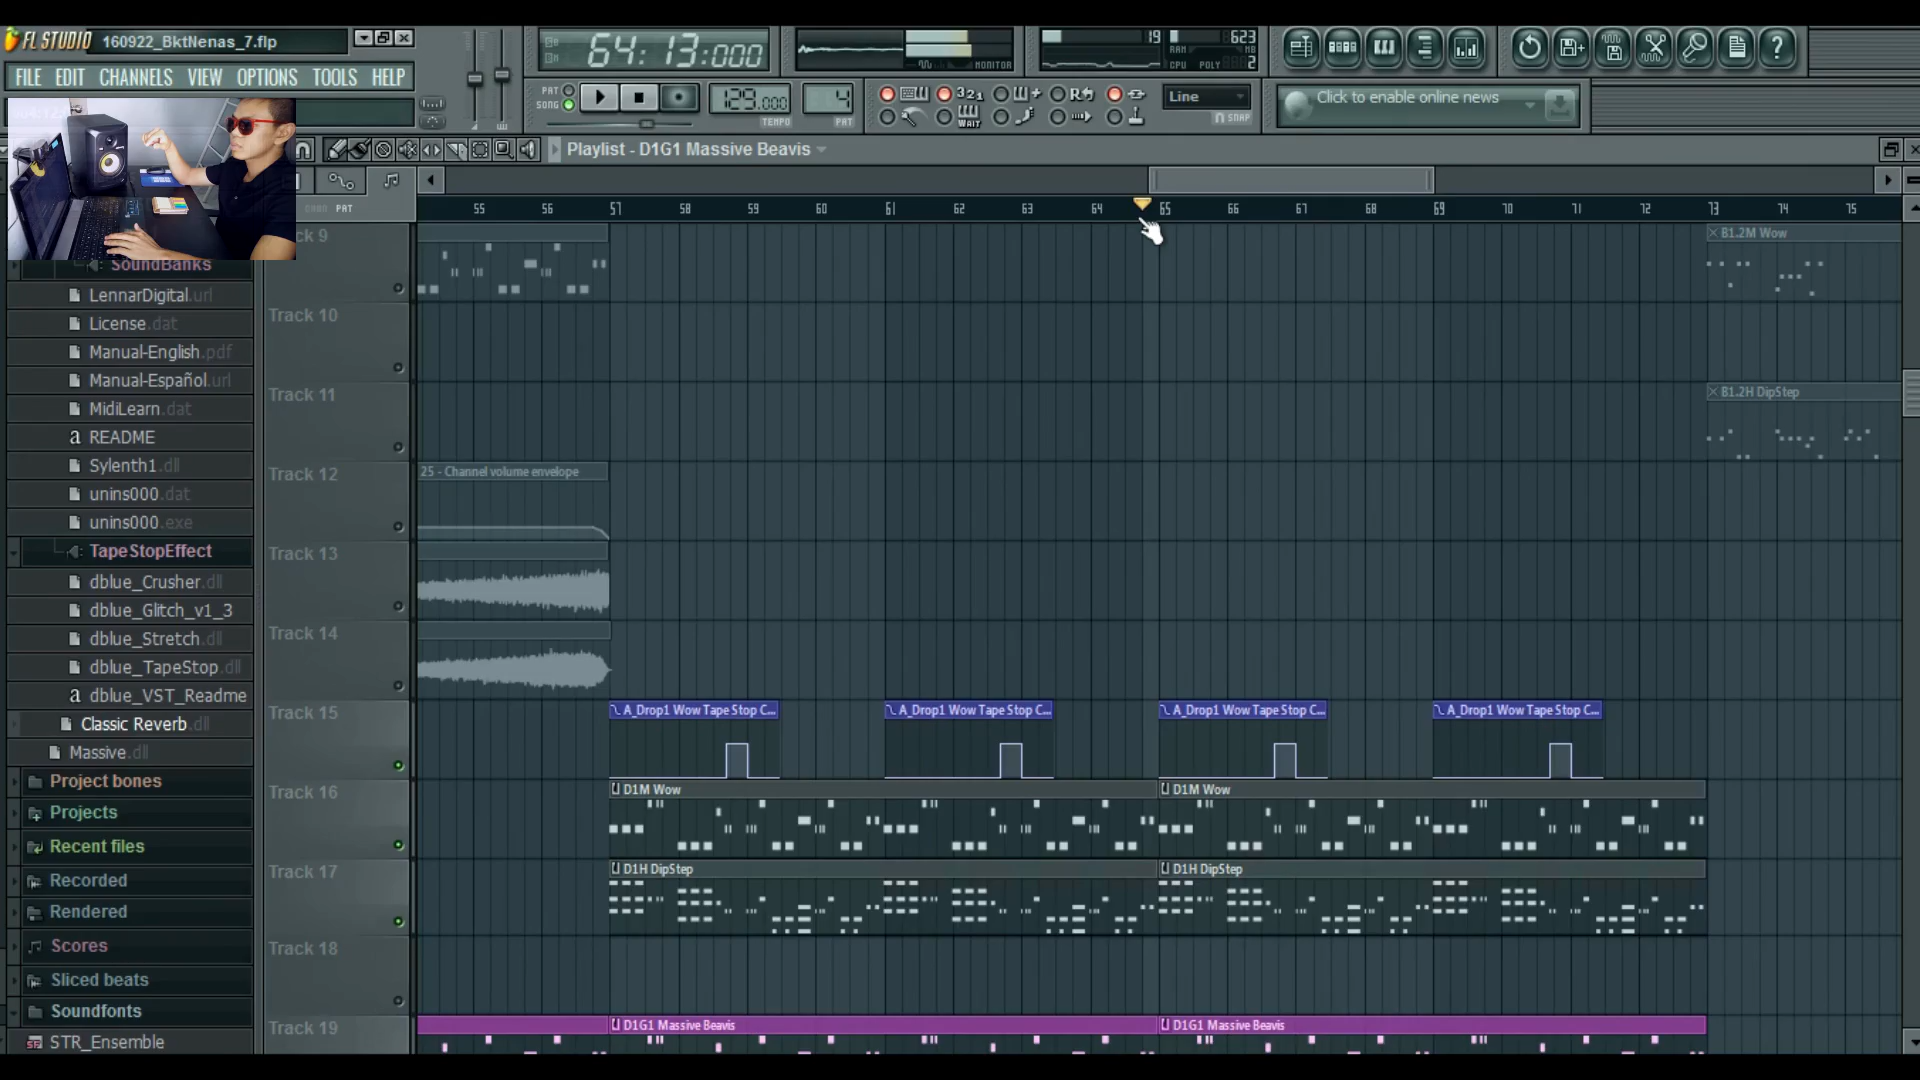 FL STUDIO 160922_BktNenas_7.flp
FILE EDIT CHANNELS VIEW OPTIONS TOOLS HELP
64:13:000
MONITOR
19
623
RAM
CPU POLY 2
PAT
SONG
129.000
TEMPO
4
PAT
321
WAIT
Line
SNAP
Click to enable online news
?
Playlist - D1G1 Massive Beavis
PAT
55 56 57 58 59 60 61 62 63 64 65 66 67 68 69 70 71 72 73 74 75
SoundBanks
LennarDigital.url
License.dat
Manual-English.pdf
Manual-Español.url
MidiLearn.dat
README
Sylenth1.dll
unins000.dat
unins000.exe
TapeStopEffect
dblue_Crusher.dll
dblue_Glitch_v1_3
dblue_Stretch.dll
dblue_TapeStop.dll
dblue_VST_Readme
Classic Reverb.dll
Massive.dll
Project bones
Projects
Recent files
Recorded
Rendered
Scores
Sliced beats
Soundfonts
STR_Ensemble
ck 9
Track 10
Track 11
Track 12
Track 13
Track 14
Track 15
Track 16
Track 17
Track 18
Track 19
B1.2M Wow
B1.2H DipStep
25 - Channel volume envelope
A_Drop1 Wow Tape Stop C... A_Drop1 Wow Tape Stop C... A_Drop1 Wow Tape Stop C... A_Drop1 Wow Tape Stop C...
D1M Wow D1M Wow
D1H DipStep D1H DipStep
D1G1 Massive Beavis D1G1 Massive Beavis